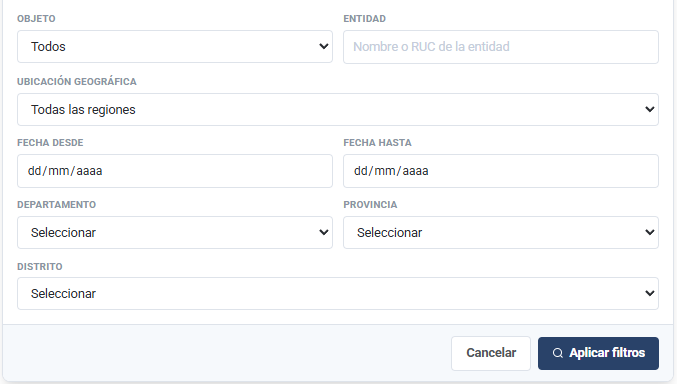 OBJETO ENTIDAD
Todos Nombre o RUC de la entidad
UBICACIÓN GEOGRÁFICA
Todas las regiones
FECHA DESDE FECHA HASTA
dd/mm/aaaa dd/mm/aaaa
DEPARTAMENTO PROVINCIA
Seleccionar Seleccionar
DISTRITO
Seleccionar
Cancelar Aplicar filtros